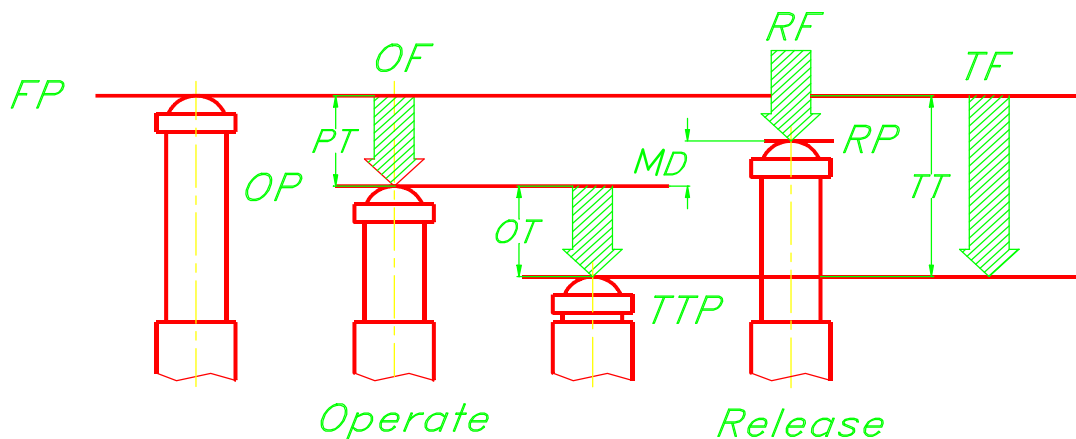 RF
OF
TF
FP
PT
RP
MD
OP
TT
OT
TTP
Operate
Release